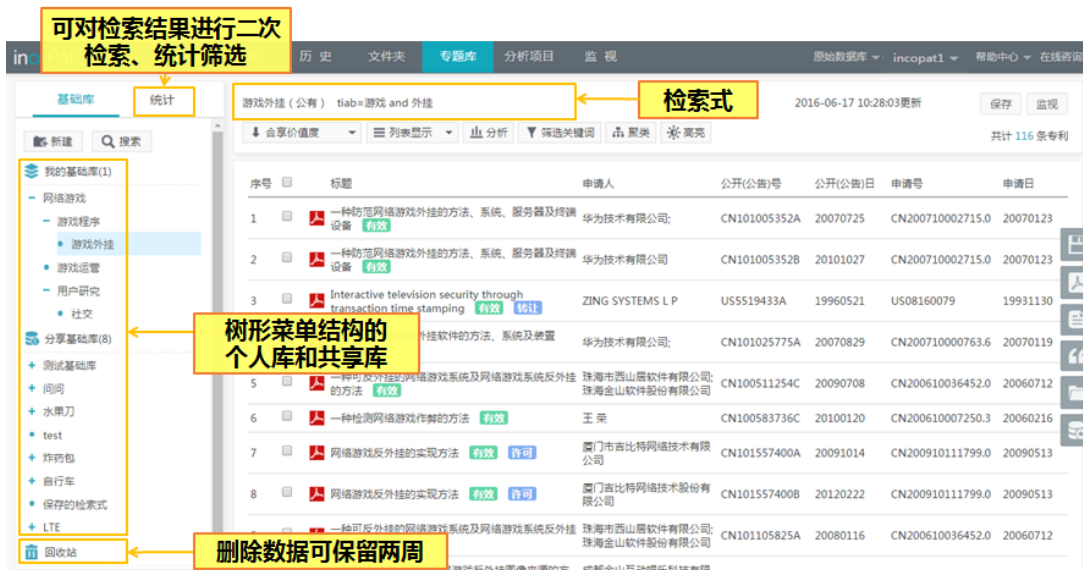 可对检索结果进行二次
检索、统计筛选
历 史 文件夹 专题库 分析项目 监 视 原始数据库 incopat1 帮助中心 在线咨询
基础库 统计
新建 搜索
我的基础库(1)
网络游戏
游戏程序
游戏外挂
游戏运营
用户研究
社交
分享基础库(8)
测试基础库
问问
水果刀
test
炸药包
自行车
保存的检索式
LTE
回收站
树形菜单结构的
个人库和共享库
删除数据可保留两周
游戏外挂（公有） tiab=游戏 and 外挂
检索式
2016-06-17 10:28:03更新 保存 监视
合享价值度 列表显示 分析 筛选关键词 聚类 高亮 共计 116 条专利
序号 标题 申请人 公开(公告)号 公开(公告)日 申请号 申请日
1 一种防范网络游戏外挂的方法、系统、服务器及终端
设备 有效 华为技术有限公司; CN101005352A 20070725 CN200710002715.0 20070123
2 一种防范网络游戏外挂的方法、系统、服务器及终端
设备 有效 华为技术有限公司 CN101005352B 20101027 CN200710002715.0 20070123
3 Interactive television security through
transaction time stamping 有效 转让 ZING SYSTEMS L P US5519433A 19960521 US08160079 19931130
外挂软件的方法、系统及装置 华为技术有限公司; CN101025775A 20070829 CN200710000763.6 20070119
5 一种可反外挂的网络游戏系统及网络游戏系统反外挂
的方法 有效 珠海市西山居软件有限公司;
珠海金山软件股份有限公司 CN100511254C 20090708 CN200610036452.0 20060712
6 一种检测网络游戏作弊的方法 有效 王 荣 CN100583736C 20100120 CN200610007250.3 20060216
7 网络游戏反外挂的实现方法 有效 许可 厦门市吉比特网络技术有限
公司 CN101557400A 20091014 CN200910111799.0 20090513
8 网络游戏反外挂的实现方法 有效 许可 厦门吉比特网络技术股份有
限公司 CN101557400B 20120222 CN200910111799.0 20090513
一种可反外挂的网络游戏系统及网络游戏系统反外挂 珠海市西山居软件有限公司;
珠海金山软件股份有限公司 CN101105825A 20080116 CN200610036452.0 20060712